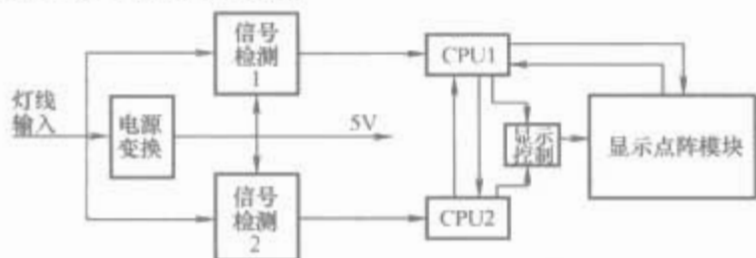 灯线
输入
电源
变换
信号
检测
1
信号
检测
2
5V
CPU1
CPU2
显示
控制
显示点阵模块